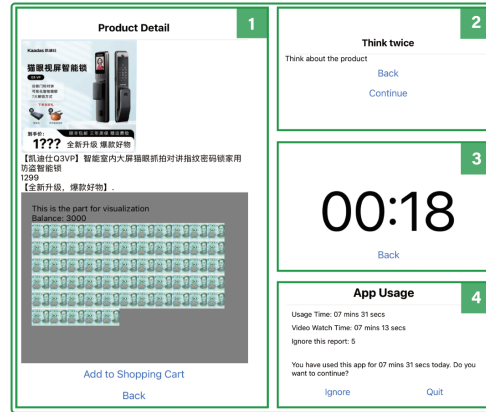 Product Detail
1
Kaadas 凯迪仕
猫眼视屏智能锁
Q3 VP
到手价:
1???
全新升级 爆款好物
【凯迪仕Q3VP】智能室内大屏猫眼抓拍对讲指纹密码锁家用
防盗智能锁
1299
【全新升级，爆款好物】.
This is the part for visualization
Balance: 3000
Add to Shopping Cart
Back
2
Think twice
Think about the product
Back
Continue
3
00:18
Back
App Usage
4
Usage Time: 07 mins 31 secs
Video Watch Time: 07 mins 13 secs
Ignore this report: 5
You have used this app for 07 mins 31 secs today. Do you
want to continue?
Ignore
Quit